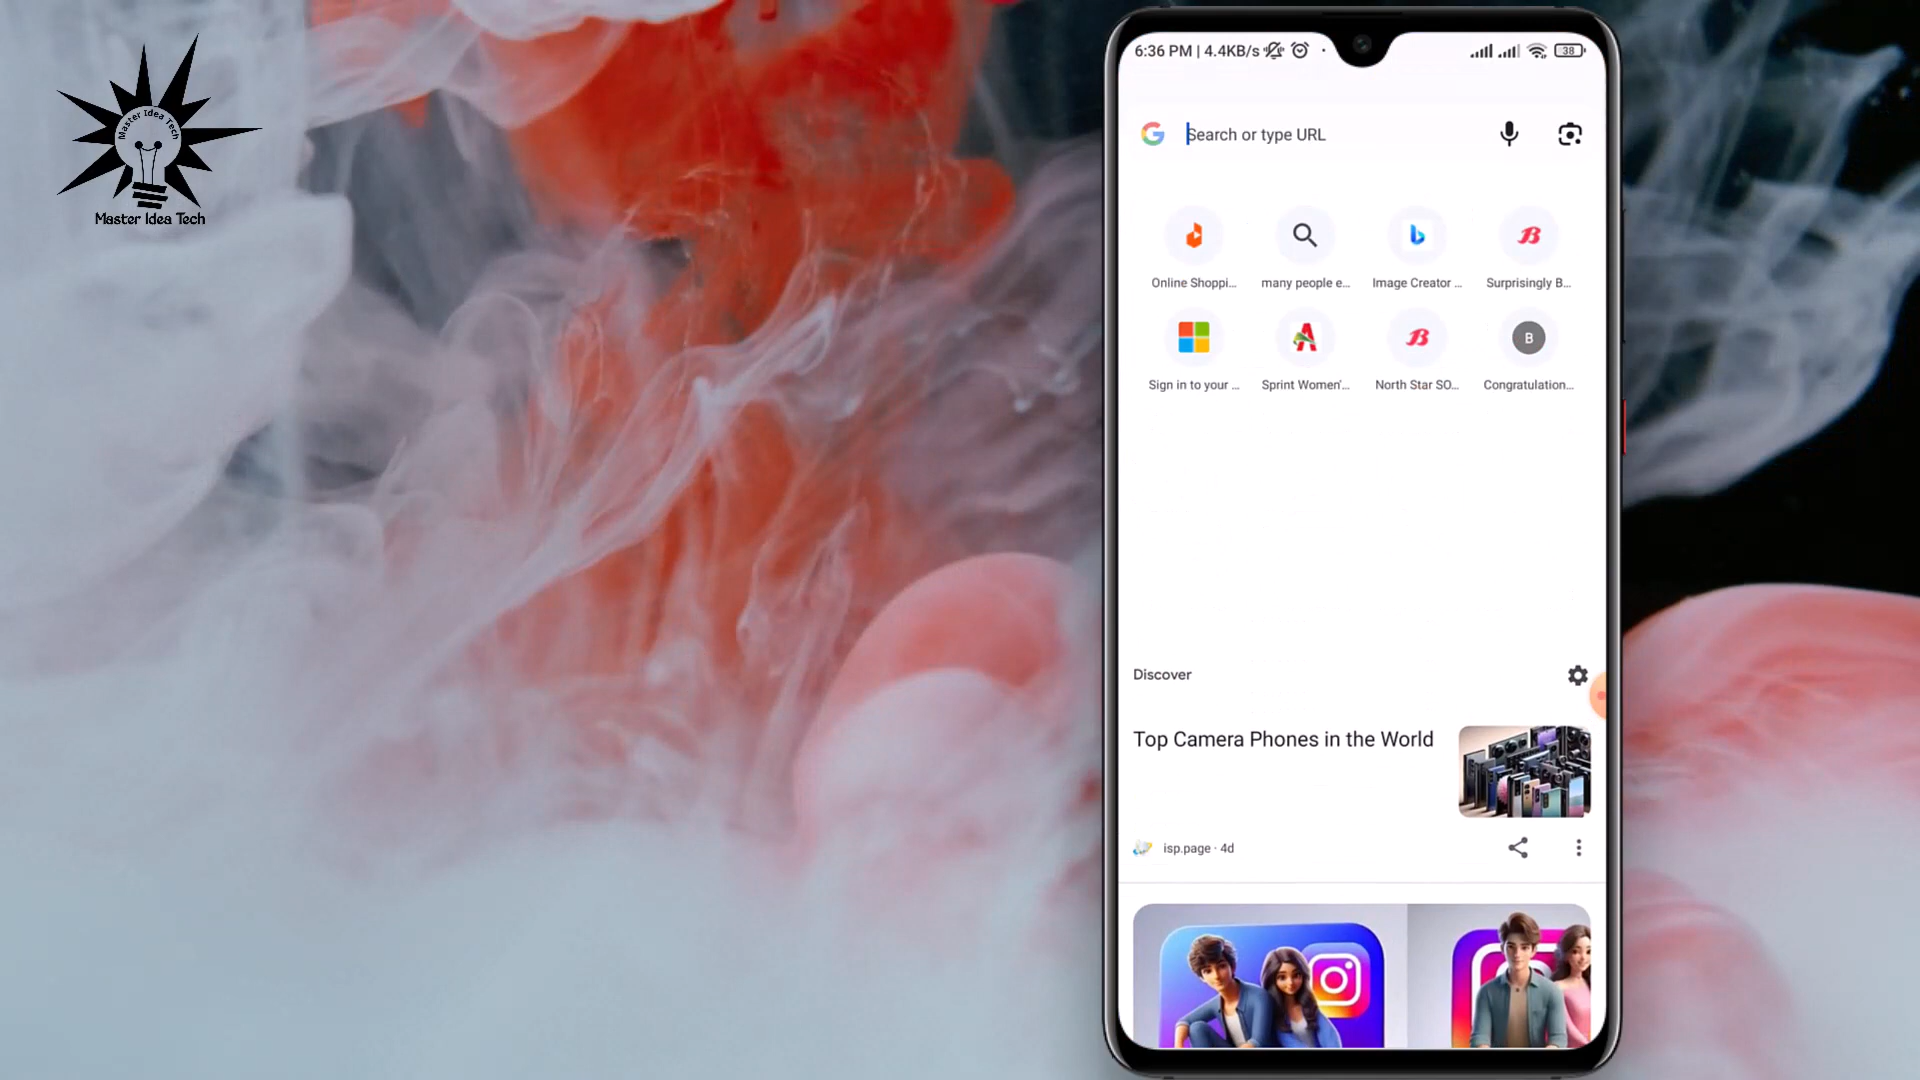 Master Idea Tech
Master Idea Tech
6:36 PM | 4.4KB/s
38
Search or type URL
Online Shoppi...
many people e...
Image Creator ...
Surprisingly B...
Sign in to your ...
Sprint Women'...
North Star SO...
B
Congratulation...
Discover
Top Camera Phones in the World
isp.page · 4d